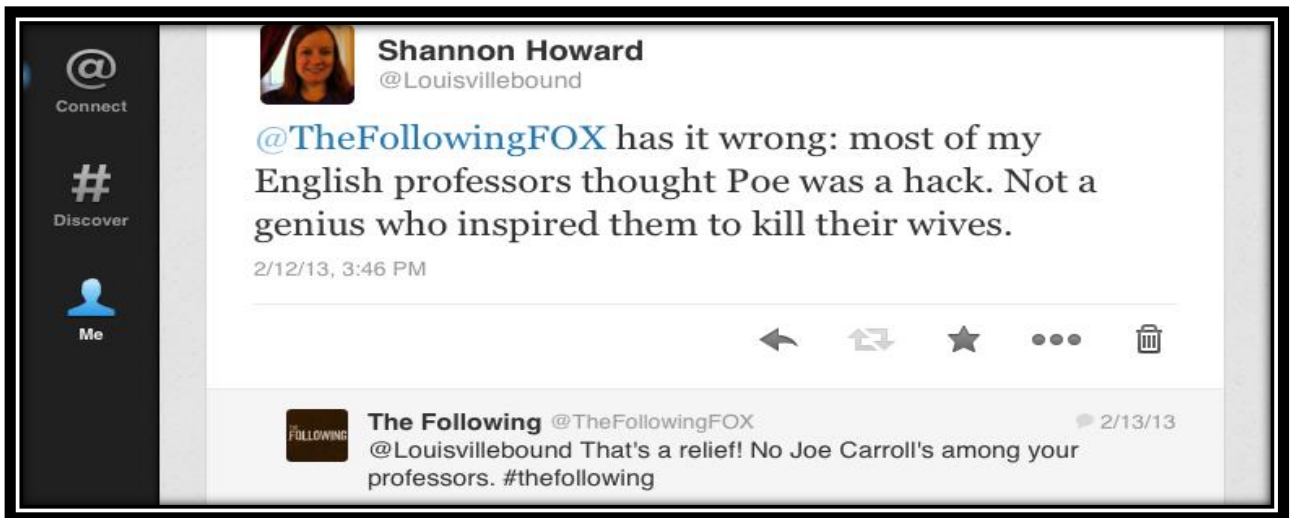 @
Connect
#
Discover
Me
Shannon Howard
@Louisvillebound
@TheFollowingFOX has it wrong: most of my
English professors thought Poe was a hack. Not a
genius who inspired them to kill their wives.
2/12/13, 3:46 PM
THE FOLLOWING
The Following @TheFollowingFOX 2/13/13
@Louisvillebound That's a relief! No Joe Carroll's among your
professors. #thefollowing